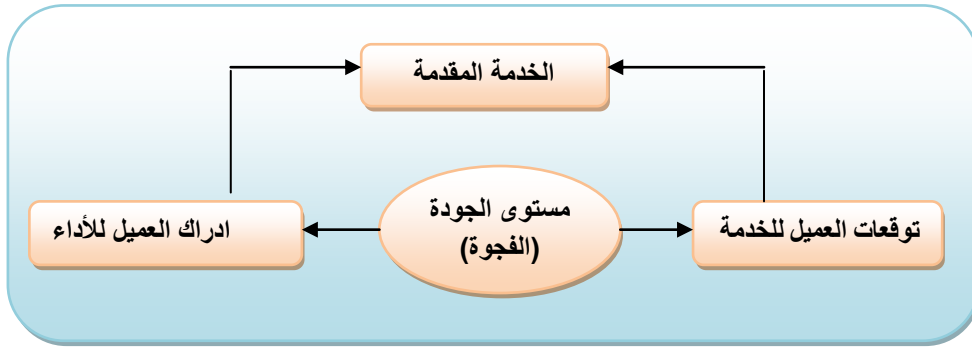 الخدمة المقدمة
توقعات العميل للخدمة
مستوى الجودة
(الفجوة)
ادراك العميل للأداء